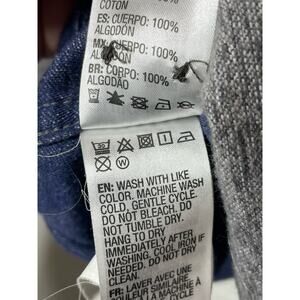 COTON
ES: CUERPO: 100%
ALGODÓN
MX: CUERPO: 100%
ALGODÓN
BR: CORPO: 100%
ALGODÃO
EN: WASH WITH LIKE
COLOR. MACHINE WASH
COLD. GENTLE CYCLE.
DO NOT BLEACH. DO
NOT TUMBLE DRY.
HANG TO DRY
IMMEDIATELY AFTER
WASHING. COOL IRON IF
NEEDED. DO NOT DRY
CLEAN.
FR: LAVER AVEC UNE
COULEUR SIMILAIRE